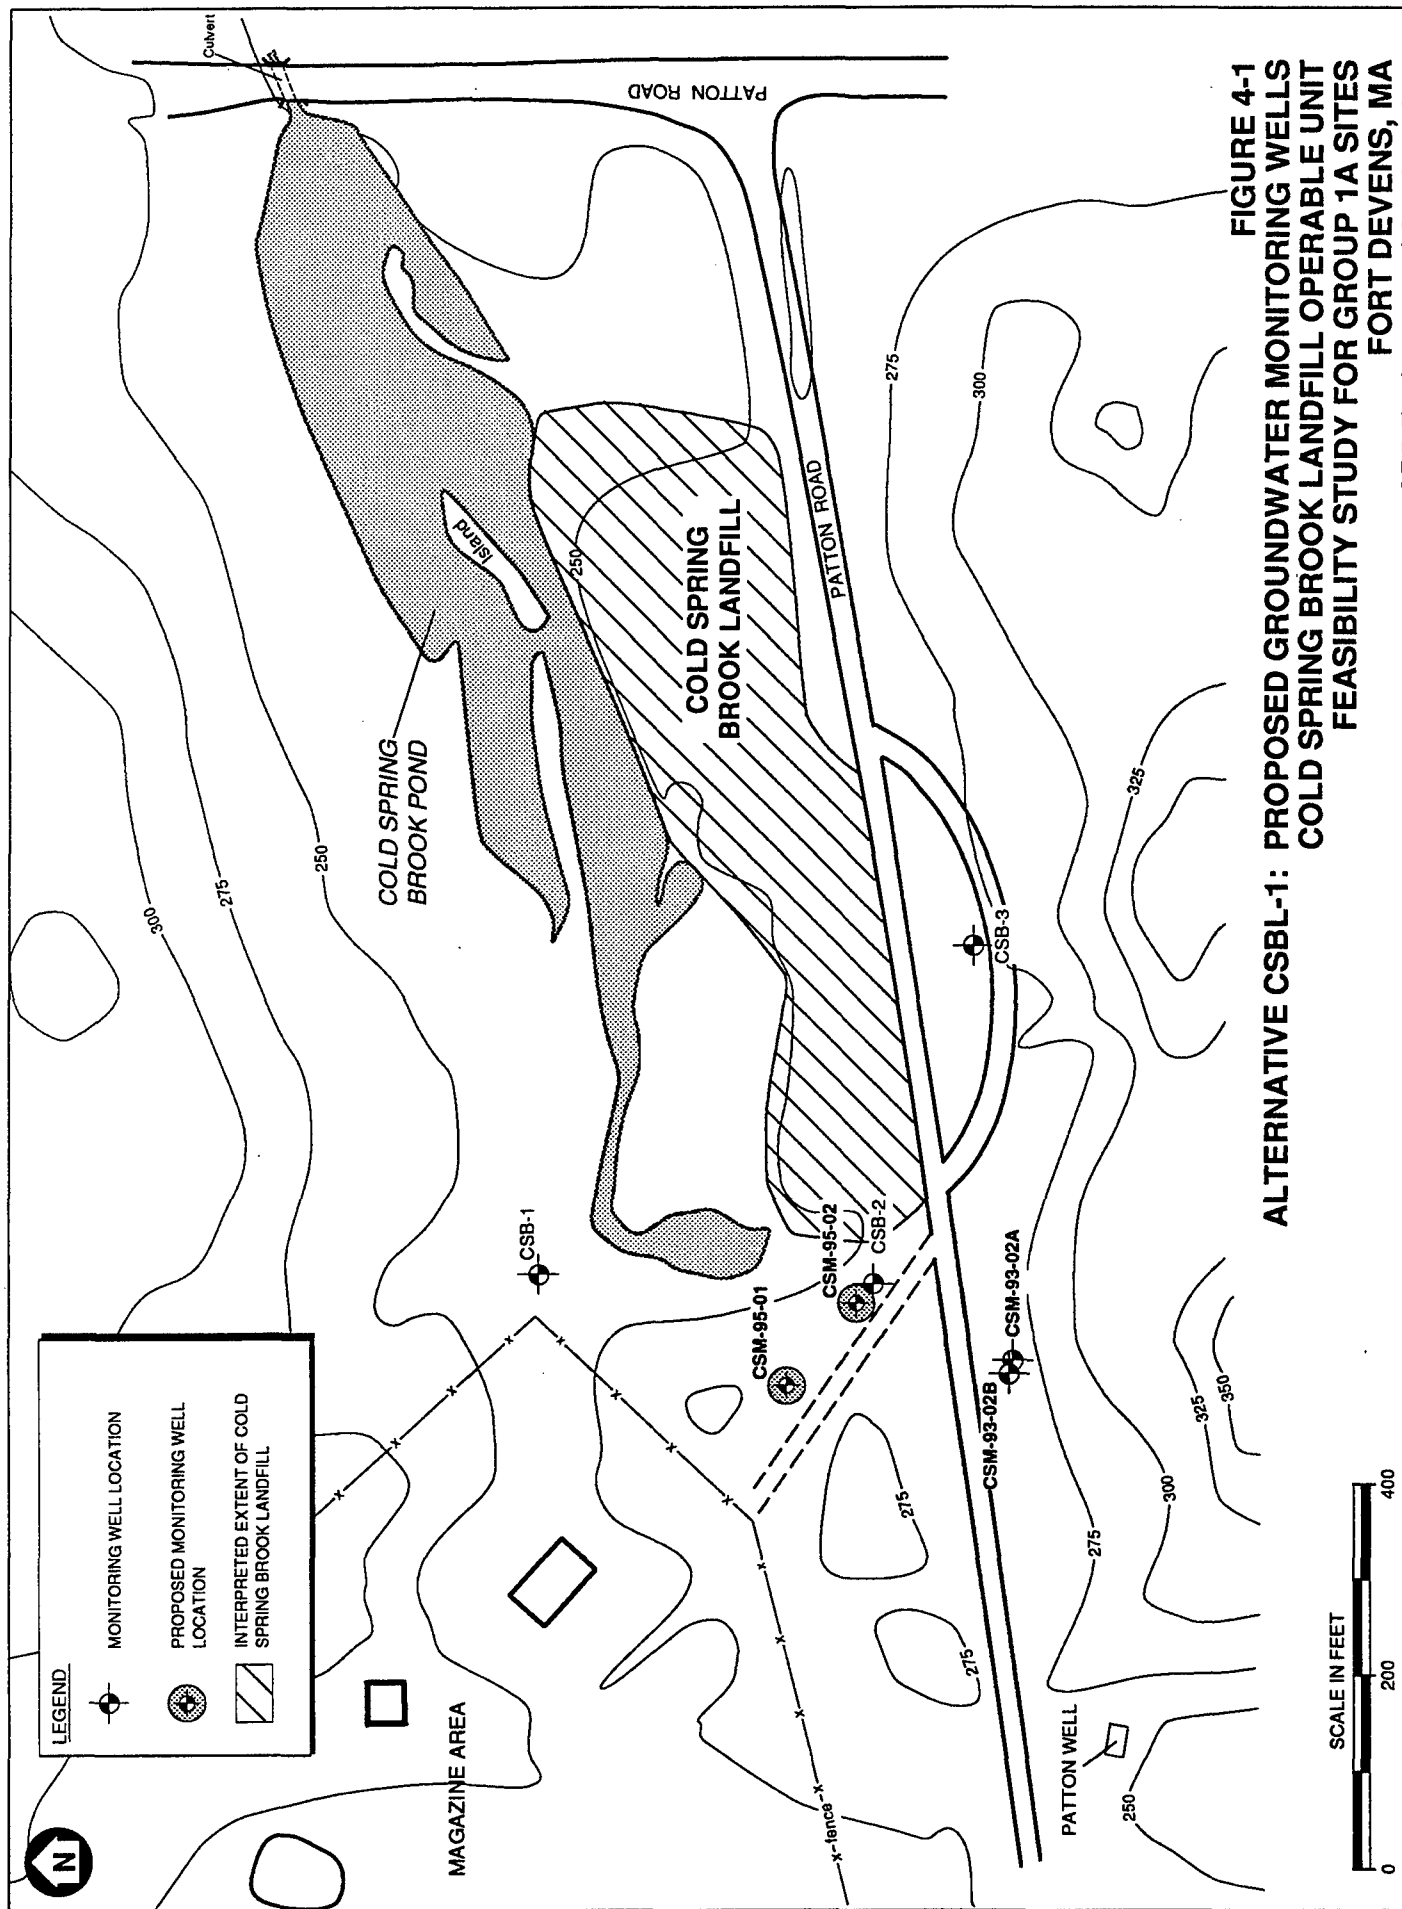 N
LEGEND
MONITORING WELL LOCATION
PROPOSED MONITORING WELL
LOCATION
INTERPRETED EXTENT OF COLD
SPRING BROOK LANDFILL
300
275
250
Culvert
PATTON ROAD
COLD SPRING
BROOK POND
Island
250
MAGAZINE AREA
CSB-1
COLD SPRING
BROOK LANDFILL
CSM-95-01
CSM-95-02
CSB-2
PATTON ROAD
x-fence-x
275
275
CSM-93-02B
CSM-93-02A
CSB-3
275
300
PATTON WELL
250
275
300
325
350
325
SCALE IN FEET
0 200 400
FIGURE 4-1
ALTERNATIVE CSBL-1: PROPOSED GROUNDWATER MONITORING WELLS
COLD SPRING BROOK LANDFILL OPERABLE UNIT
FEASIBILITY STUDY FOR GROUP 1A SITES
FORT DEVENS, MA